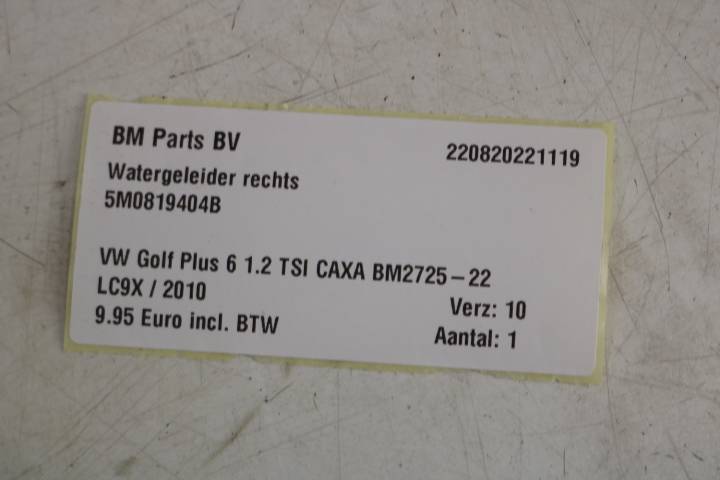 BM Parts BV 220820221119
Watergeleider rechts
5M0819404B
VW Golf Plus 6 1.2 TSI CAXA BM2725-22
LC9X / 2010 Verz: 10
9.95 Euro incl. BTW Aantal: 1